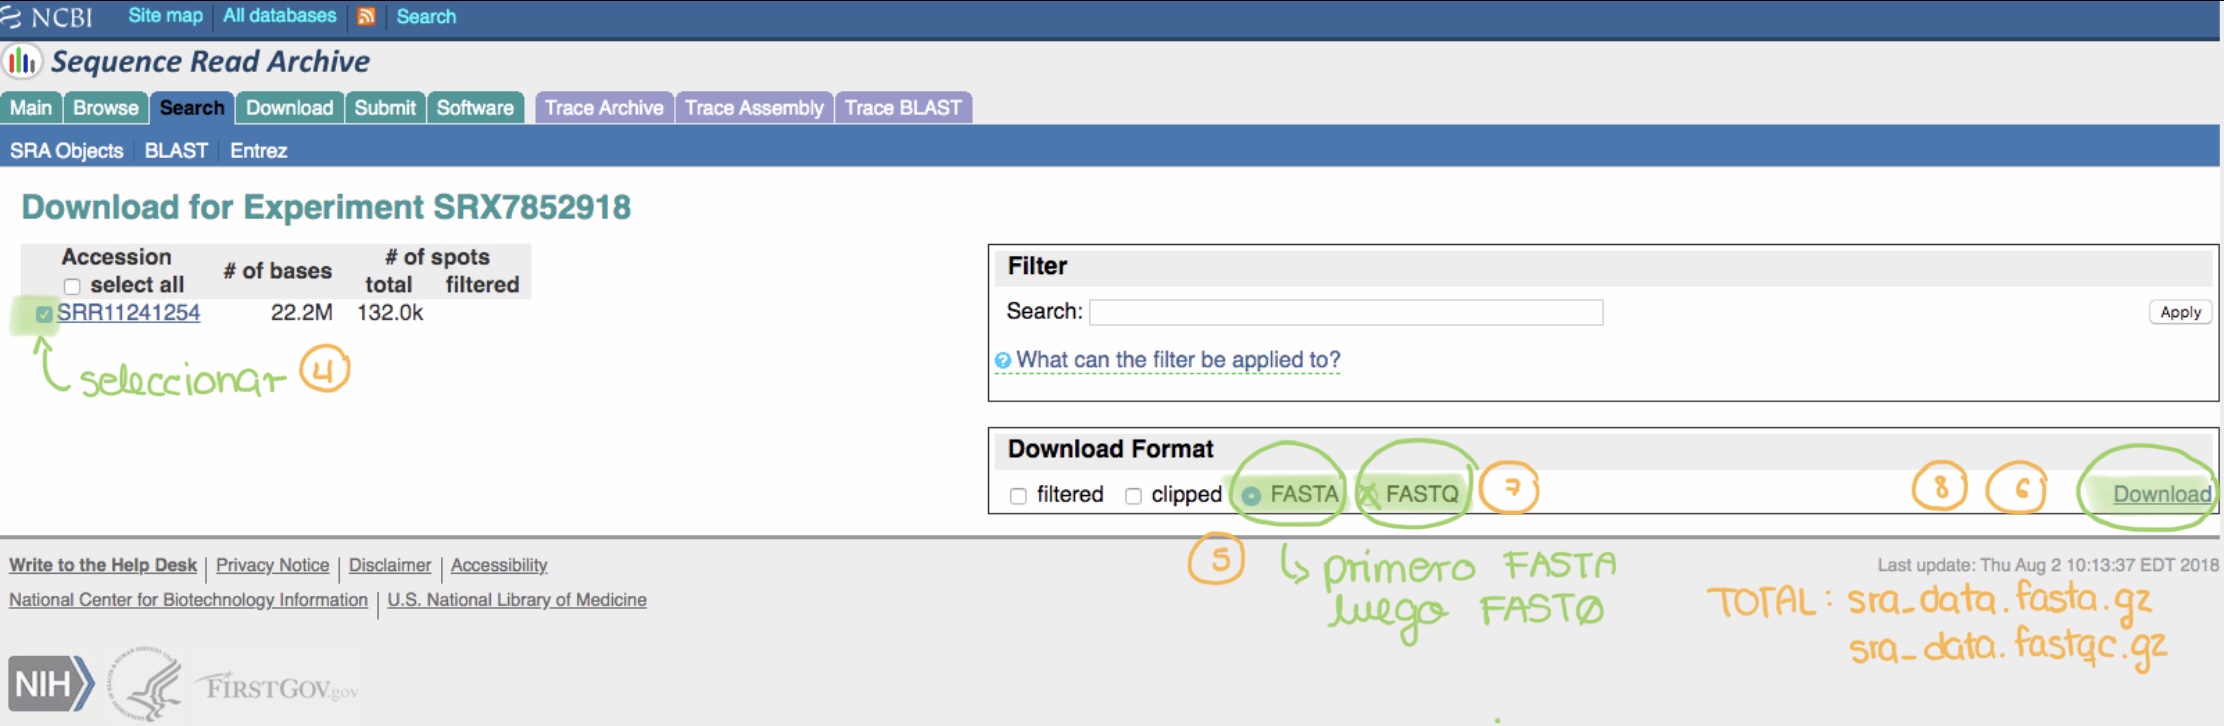 NCBI Site map All databases Search
Sequence Read Archive
Main Browse Search Download Submit Software Trace Archive Trace Assembly Trace BLAST
SRA Objects BLAST Entrez
Download for Experiment SRX7852918
Accession
select all
# of bases
# of spots
total filtered
SRR11241254 22.2M 132.0k
seleccionar 4
Filter
Search: Apply
What can the filter be applied to?
Download Format
filtered clipped FASTA FASTQ 7 8 6 Download
5 primero FASTA
luego FASTQ
Write to the Help Desk Privacy Notice Disclaimer Accessibility
National Center for Biotechnology Information U.S. National Library of Medicine
Last update: Thu Aug 2 10:13:37 EDT 2018
TOTAL: sra_data.fasta.gz
sra_data.fastqc.gz
NIH
FIRSTGOV.gov